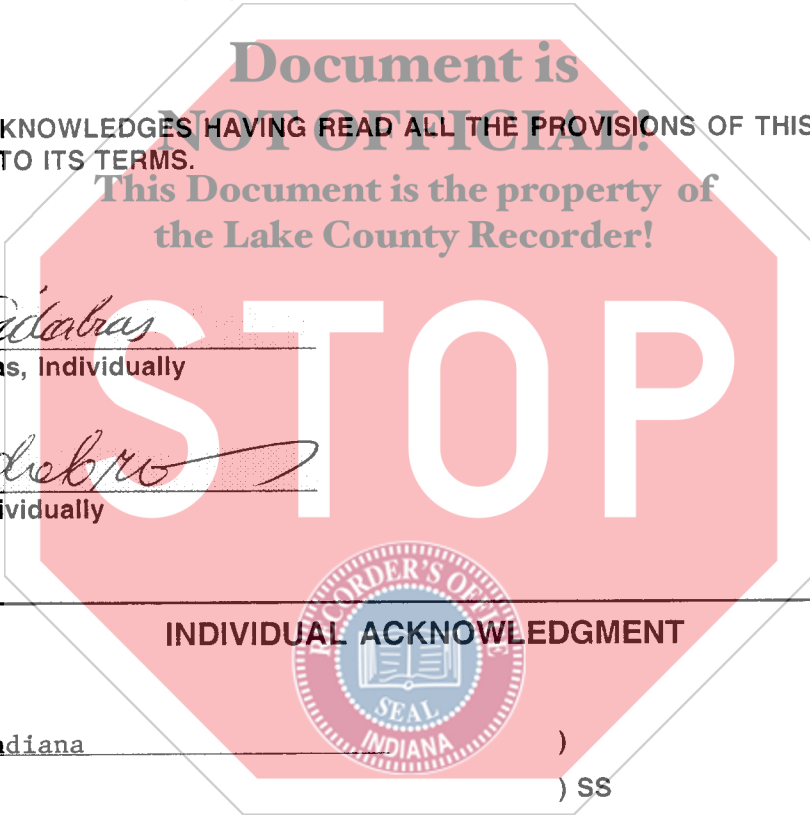 Document is
KNOWLEDGES HAVING READ ALL THE PROVISIONS OF THIS
NOT OFFICIAL!
TO ITS TERMS.
This Document is the property of
the Lake County Recorder!
as, Individually
STOP
ividually
RECORDER'S OFFICE
INDIVIDUAL ACKNOWLEDGMENT
SEAL
INDIANA
ndiana )
) SS